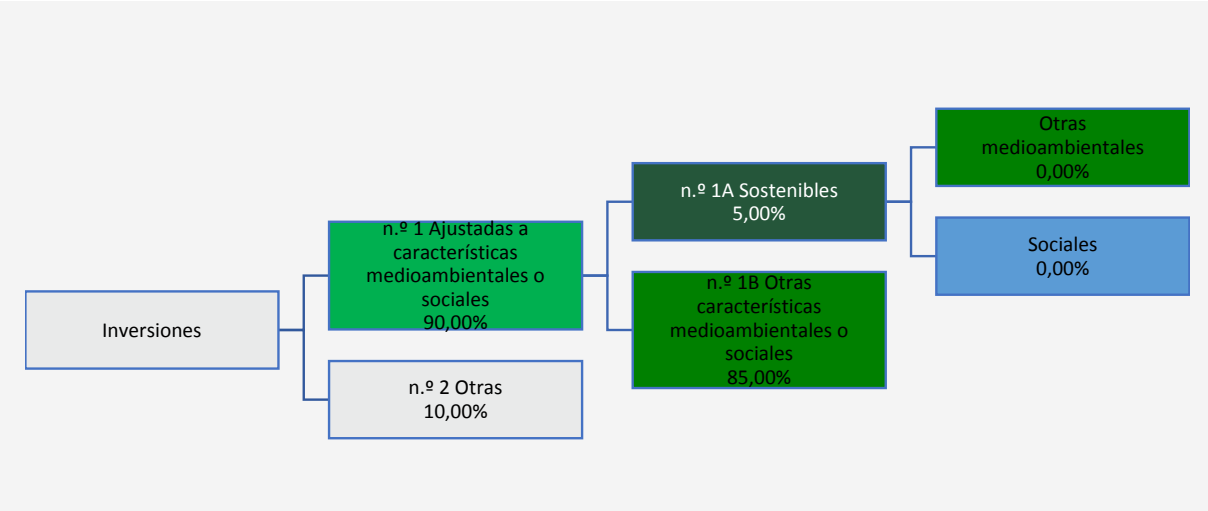 Inversiones
n.º 1 Ajustadas a
características
medioambientales o
sociales
90,00%
n.º 2 Otras
10,00%
n.º 1A Sostenibles
5,00%
n.º 1B Otras
características
medioambientales o
sociales
85,00%
Otras
medioambientales
0,00%
Sociales
0,00%